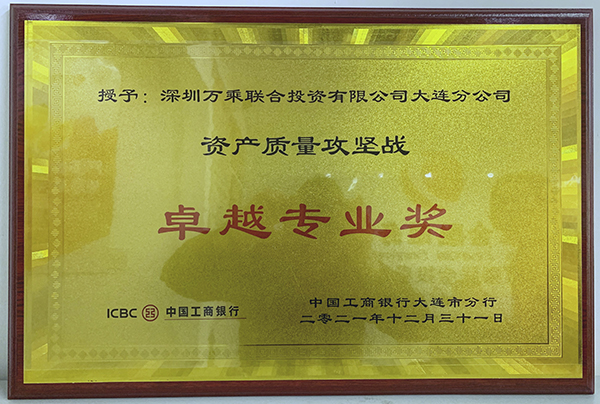 授予：深圳万乘联合投资有限公司大连分公司
资产质量攻坚战
卓越专业奖
ICBC 中国工商银行
中国工商银行大连市分行
二零二一年十二月三十一日